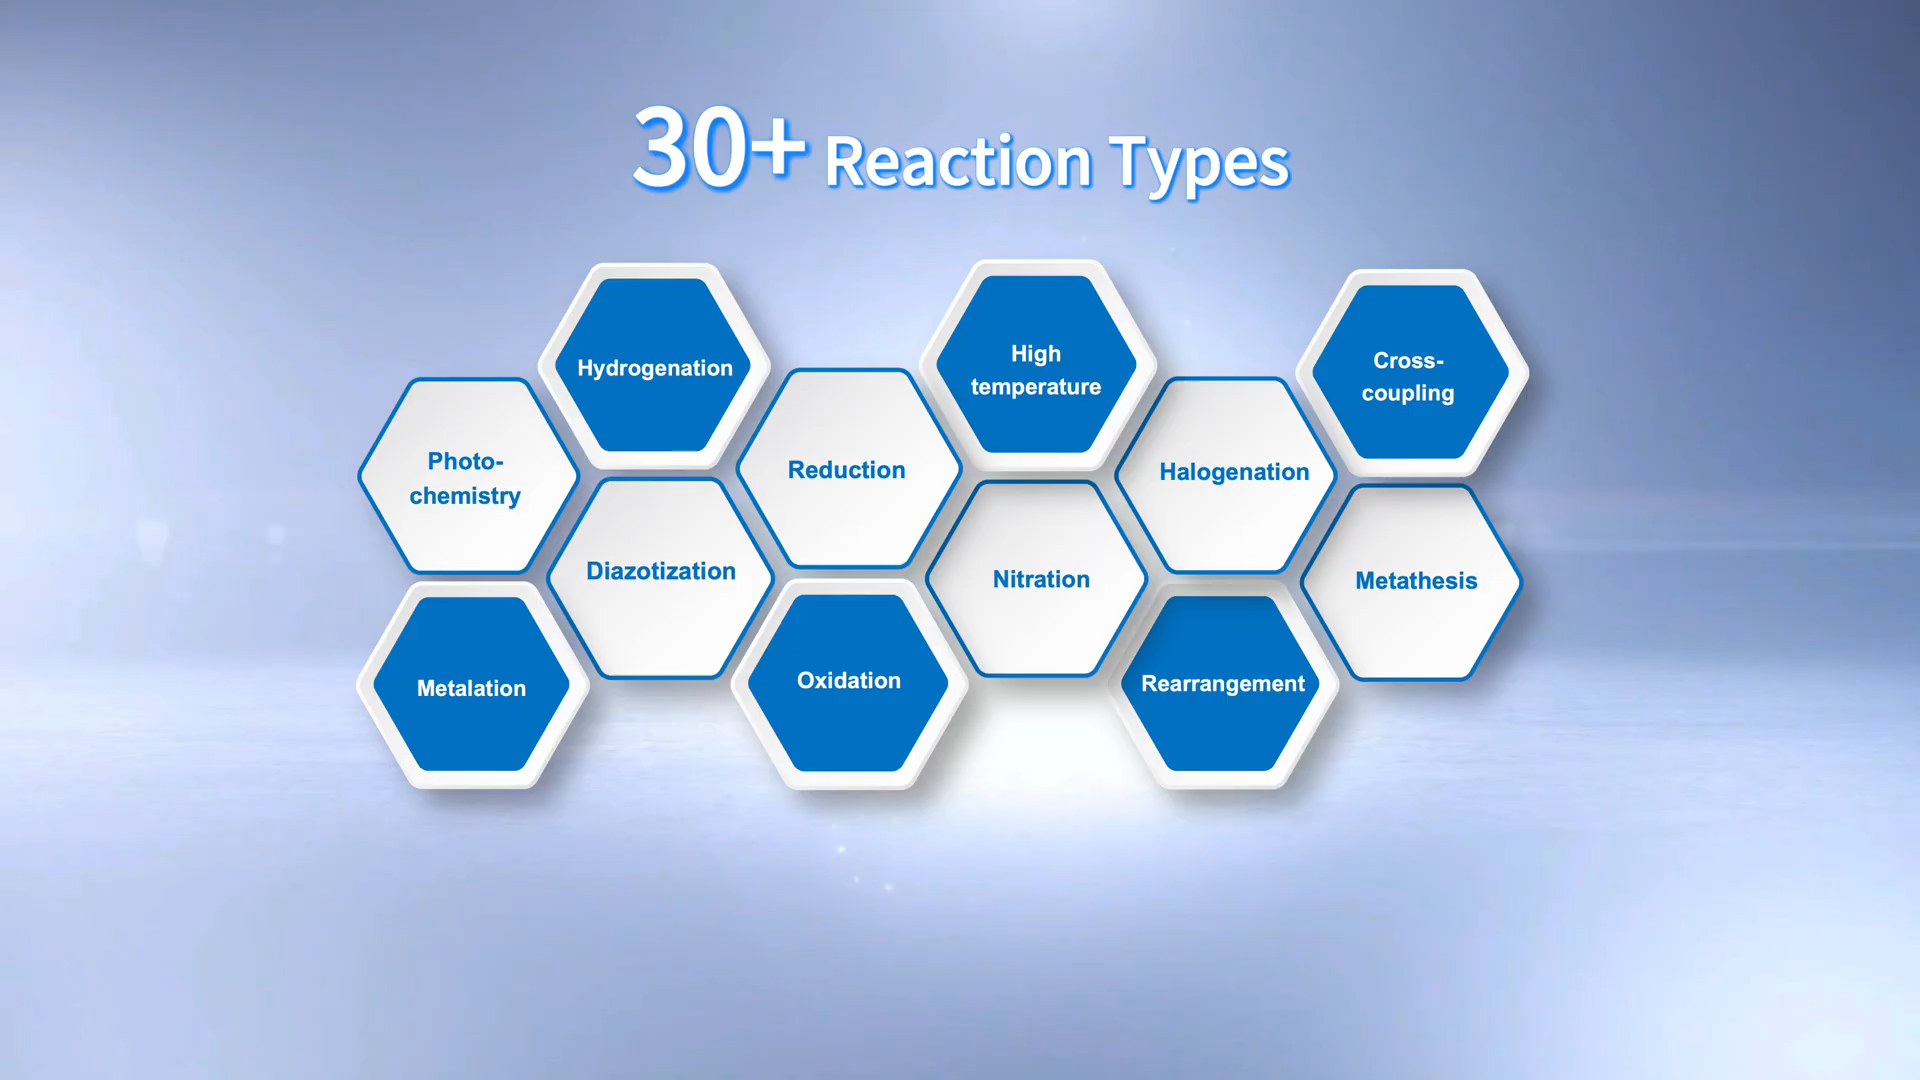 30+ Reaction Types
Hydrogenation
High
temperature
Cross-
coupling
Photo-
chemistry
Reduction
Halogenation
Diazotization
Nitration
Metathesis
Metalation
Oxidation
Rearrangement